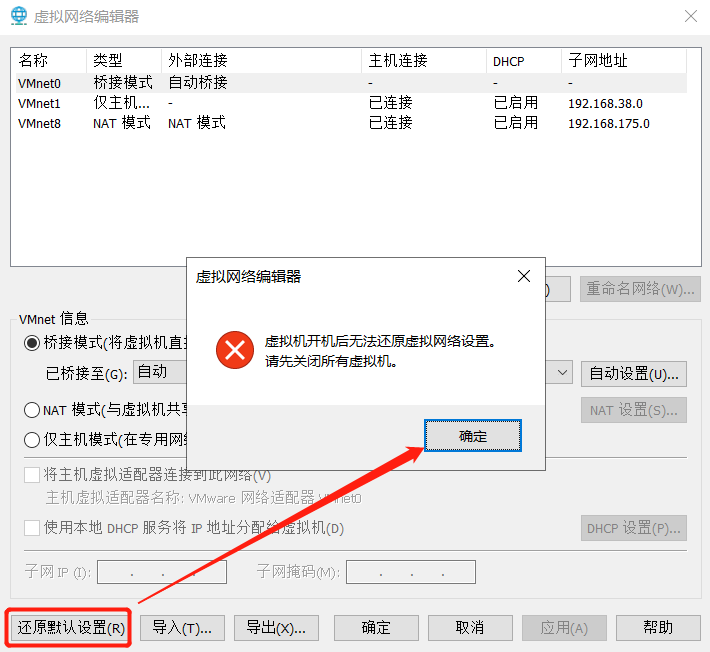 虚拟网络编辑器
名称 类型 外部连接 主机连接 DHCP 子网地址
VMnet0 桥接模式 自动桥接 - - -
VMnet1 仅主机... - 已连接 已启用 192.168.38.0
VMnet8 NAT 模式 NAT 模式 已连接 已启用 192.168.175.0
虚拟网络编辑器
虚拟机开机后无法还原虚拟网络设置。
请先关闭所有虚拟机。
确定
) 重命名网络(W)...
VMnet 信息
桥接模式(将虚拟机直
已桥接至(G): 自动 自动设置(U)...
NAT 模式(与虚拟机共 NAT 设置(S)...
仅主机模式(在专用网
将主机虚拟适配器连接到此网络(V)
主机虚拟适配器名称: VMware 网络适配器 VMnet0
使用本地 DHCP 服务将 IP 地址分配给虚拟机(D) DHCP 设置(P)...
子网 IP (I): . . . 子网掩码(M): . . .
还原默认设置(R) 导入(T)... 导出(X)... 确定 取消 应用(A) 帮助